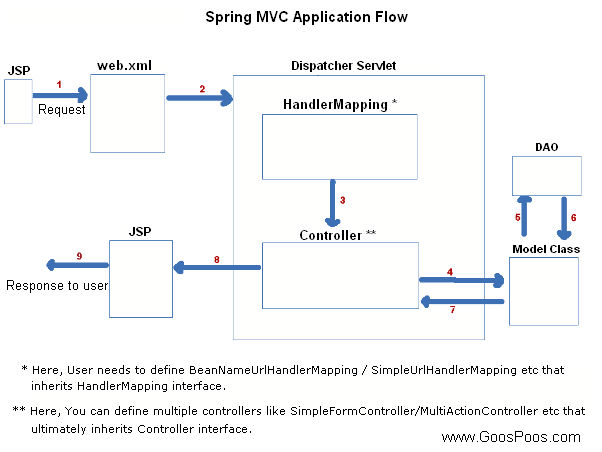 Spring MVC Application Flow
JSP
web.xml
Dispatcher Servlet
1
Request
2
HandlerMapping *
3
DAO
5
6
JSP
Controller **
Model Class
9
8
4
7
Response to user
* Here, User needs to define BeanNameUrlHandlerMapping / SimpleUrlHandlerMapping etc that
inherits HandlerMapping interface.
** Here, You can define multiple controllers like SimpleFormController/MultiActionController etc that
ultimately inherits Controller interface.
www.GoosPoos.com